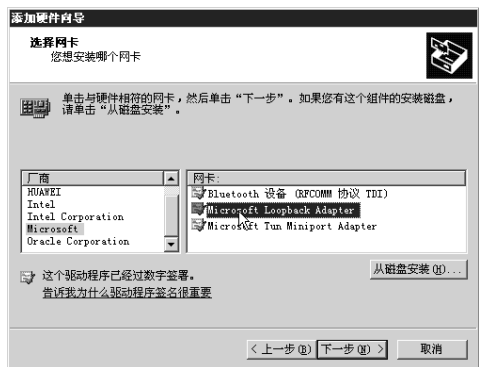 添加硬件向导
选择网卡
您想安装哪个网卡
单击与硬件相符的网卡，然后单击“下一步”。如果您有这个组件的安装磁盘，
请单击“从磁盘安装”。
厂商
HUAWEI
Intel
Intel Corporation
Microsoft
Oracle Corporation
网卡:
Bluetooth 设备 (RFCOMM 协议 TDI)
Microsoft Loopback Adapter
Microsoft Tun Miniport Adapter
这个驱动程序已经过数字签署。
告诉我为什么驱动程序签名很重要
从磁盘安装(H)...
< 上一步(B)
下一步(N) >
取消